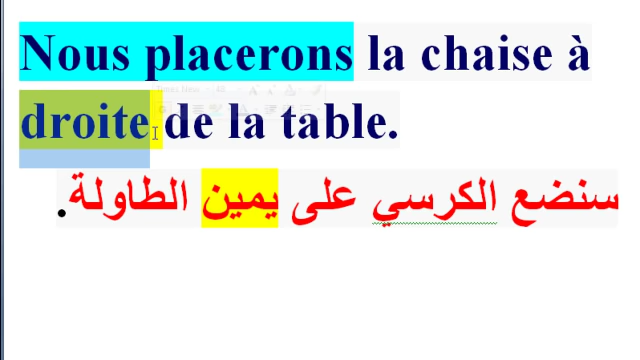 Nous placerons la chaise à
droite de la table.
سنضع الكرسي على يمين الطاولة.